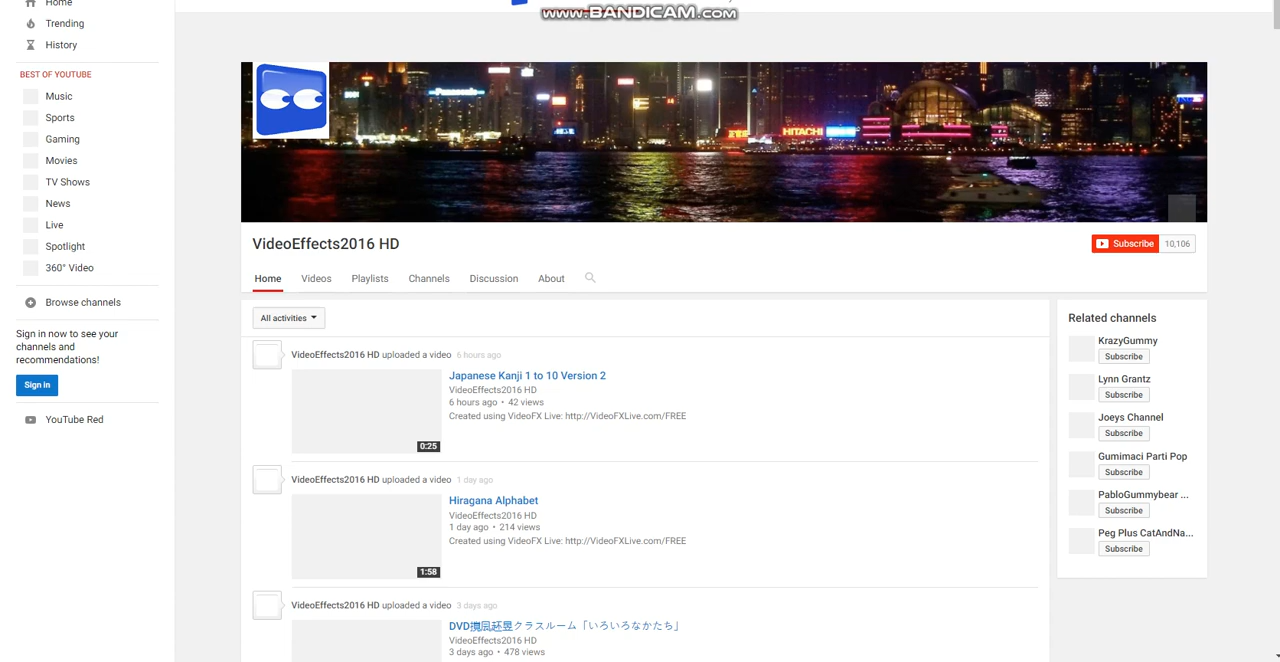 Home
www.BANDICAM.com
Trending
History
BEST OF YOUTUBE
Music
Sports
Gaming
Movies
TV Shows
News
Live
Spotlight
360° Video
Browse channels
Sign in now to see your
channels and
recommendations!
Sign in
YouTube Red
Panasonic
HITACHI
VideoEffects2016 HD
Subscribe 10,106
Home Videos Playlists Channels Discussion About
All activities
VideoEffects2016 HD uploaded a video 6 hours ago
Japanese Kanji 1 to 10 Version 2
VideoEffects2016 HD
6 hours ago • 42 views
Created using VideoFX Live: http://VideoFXLive.com/FREE
0:25
VideoEffects2016 HD uploaded a video 1 day ago
Hiragana Alphabet
VideoEffects2016 HD
1 day ago • 214 views
Created using VideoFX Live: http://VideoFXLive.com/FREE
1:58
VideoEffects2016 HD uploaded a video 3 days ago
クラスルーム「いろいろなかたち」
VideoEffects2016 HD
3 days ago • 478 views
Related channels
KrazyGummy
Subscribe
Lynn Grantz
Subscribe
Joeys Channel
Subscribe
Gumimaci Parti Pop
Subscribe
PabloGummybear ...
Subscribe
Peg Plus CatAndNa...
Subscribe